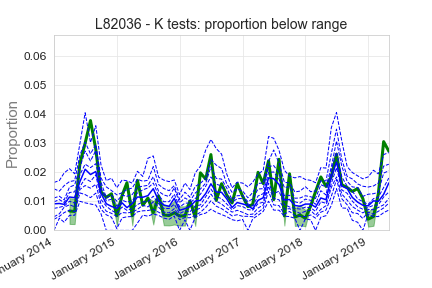 L82036 - K tests: proportion below range
Proportion
0.06
0.05
0.04
0.03
0.02
0.01
0.00
2014
January 2015
January 2016
January 2017
January 2018
January 2019